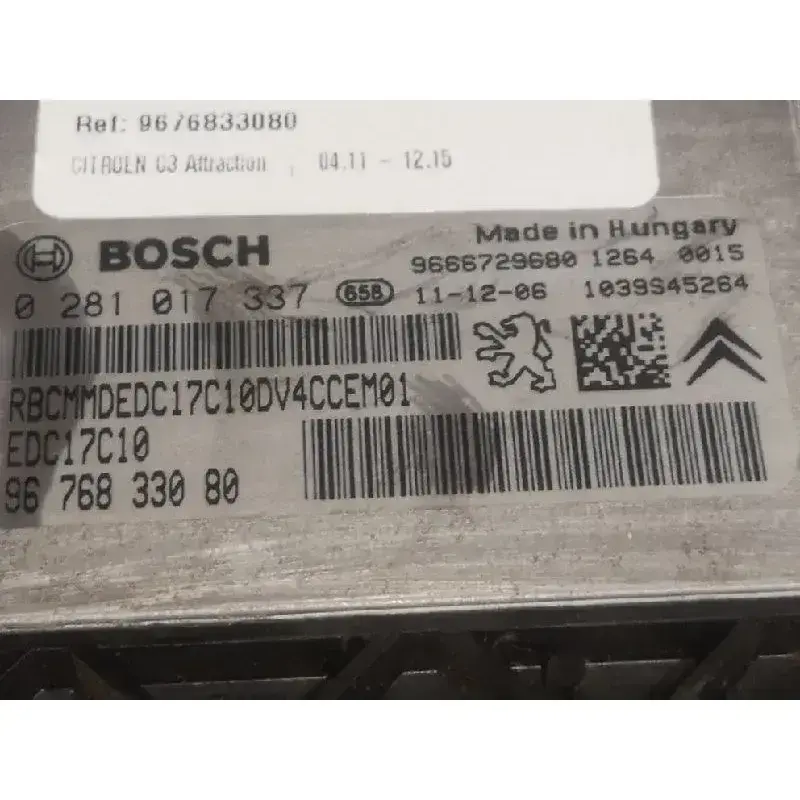 Ref: 9676833080
CITROEN C3 Attraction , 04.11 - 12.15
BOSCH
Made in Hungary
9666729680 1264 0015
0 281 017 337 658 11-12-06 1039S45264
RBCMMDEDC17C10DV4CCEM01
EDC17C10
96 768 330 80